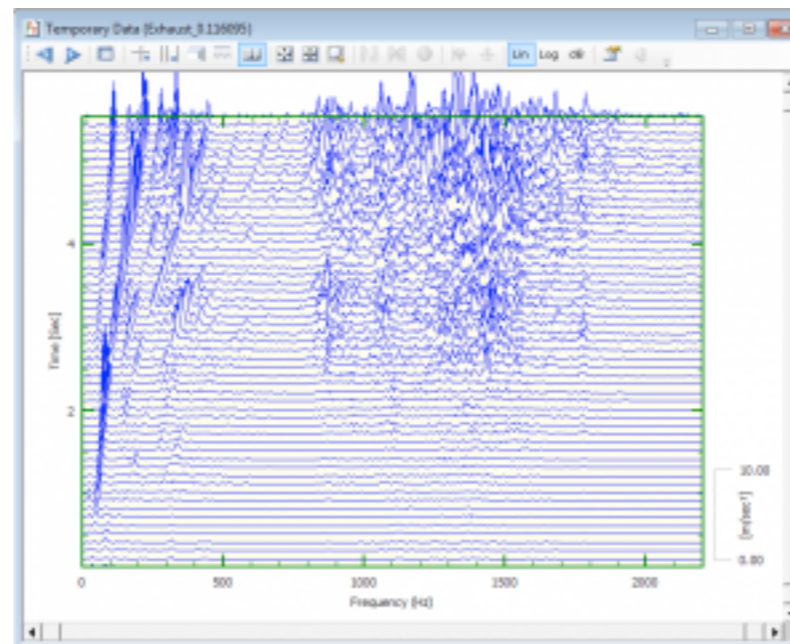 Temporary Data (Exhaust_0.116095)
Lin Log dB
4
2
Time [Sec]
10.00
[m/sec²]
0.00
0 500 1000 1500 2000
Frequency [Hz]